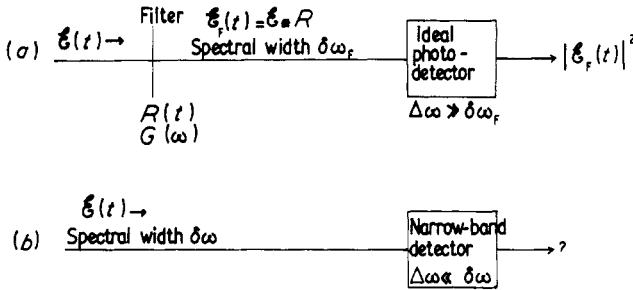 Filter
(a) ℰ(t) → ℰ_F(t) = ℰ * R
Spectral width δω_F
R(t)
G(ω)
Ideal
photo-
detector
Δω ≫ δω_F
|ℰ_F(t)|²
(b) ℰ(t) →
Spectral width δω
Narrow-band
detector
Δω ≪ δω
?